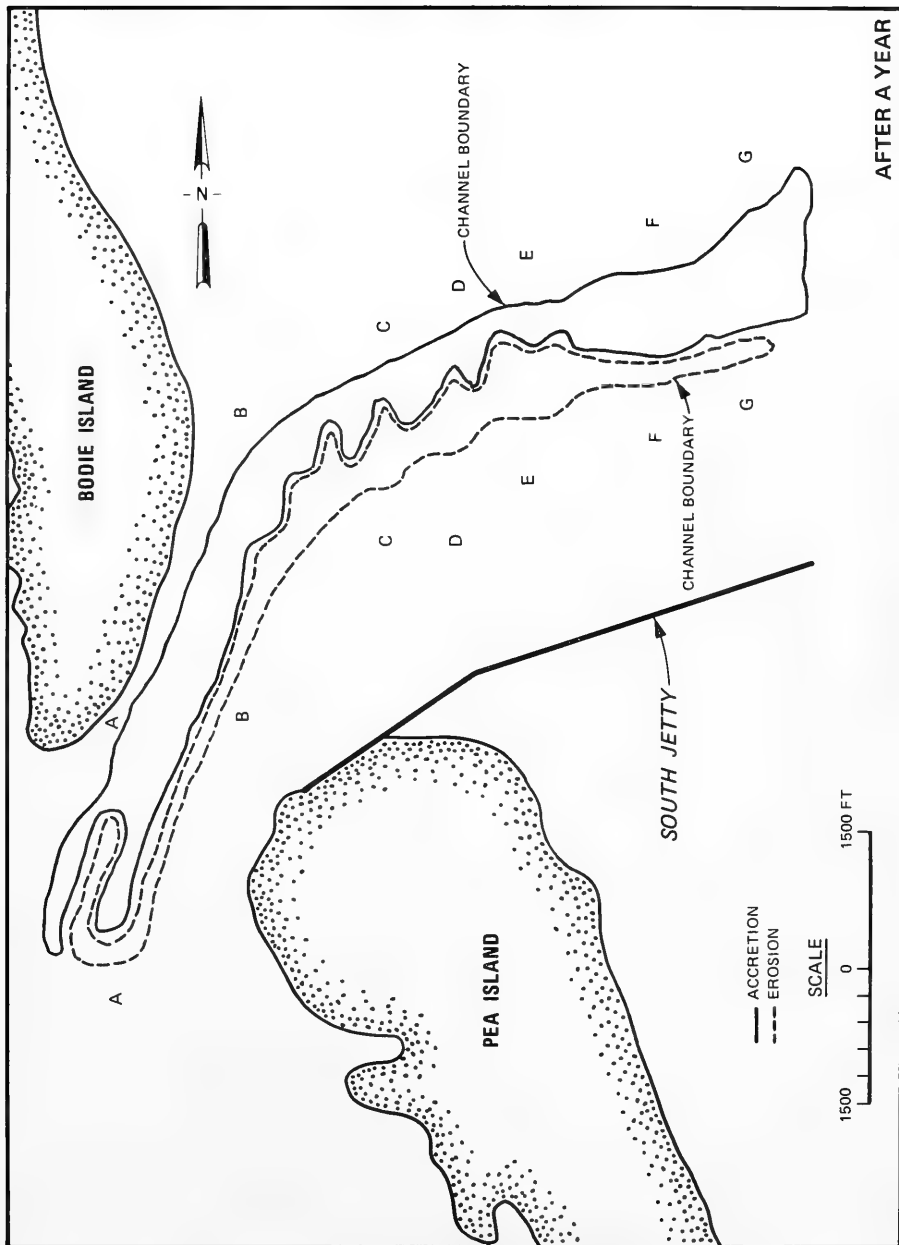 BODIE ISLAND
- N -
A
B
C
D
CHANNEL BOUNDARY
E
F
G
A
B
C
D
E
F
G
CHANNEL BOUNDARY
SOUTH JETTY
PEA ISLAND
ACCRETION
EROSION
SCALE
1500 0 1500 FT
AFTER A YEAR